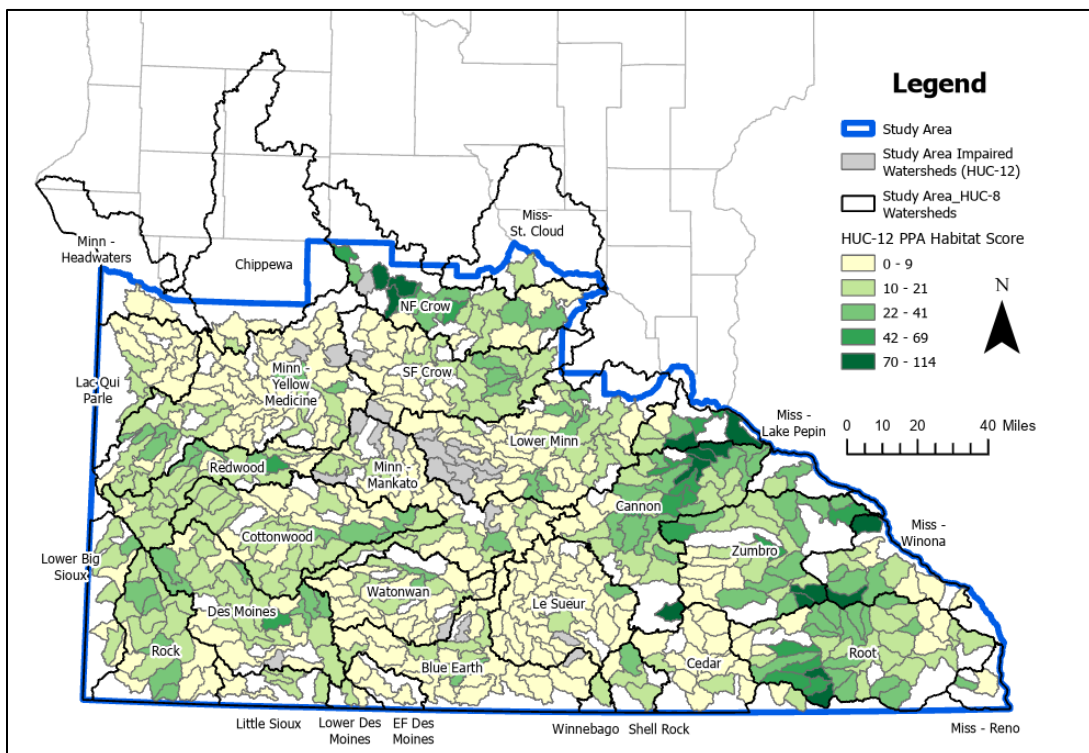 Legend
Study Area
Study Area Impaired
Watersheds (HUC-12)
Study Area_HUC-8
Watersheds
HUC-12 PPA Habitat Score
0 - 9
10 - 21
22 - 41
42 - 69
70 - 114
N
0 10 20 40 Miles
Miss-
St. Cloud
Minn -
Headwaters
Chippewa
NF Crow
Lac Qui
Parle
Minn -
Yellow
Medicine
SF Crow
Miss -
Lake Pepin
Lower Minn
Redwood
Minn -
Mankato
Cannon
Cottonwood
Miss -
Winona
Zumbro
Lower Big
Sioux
Watonwan
Le Sueur
Des Moines
Rock
Blue Earth
Cedar
Root
Little Sioux
Lower Des
Moines
EF Des
Moines
Winnebago
Shell Rock
Miss - Reno